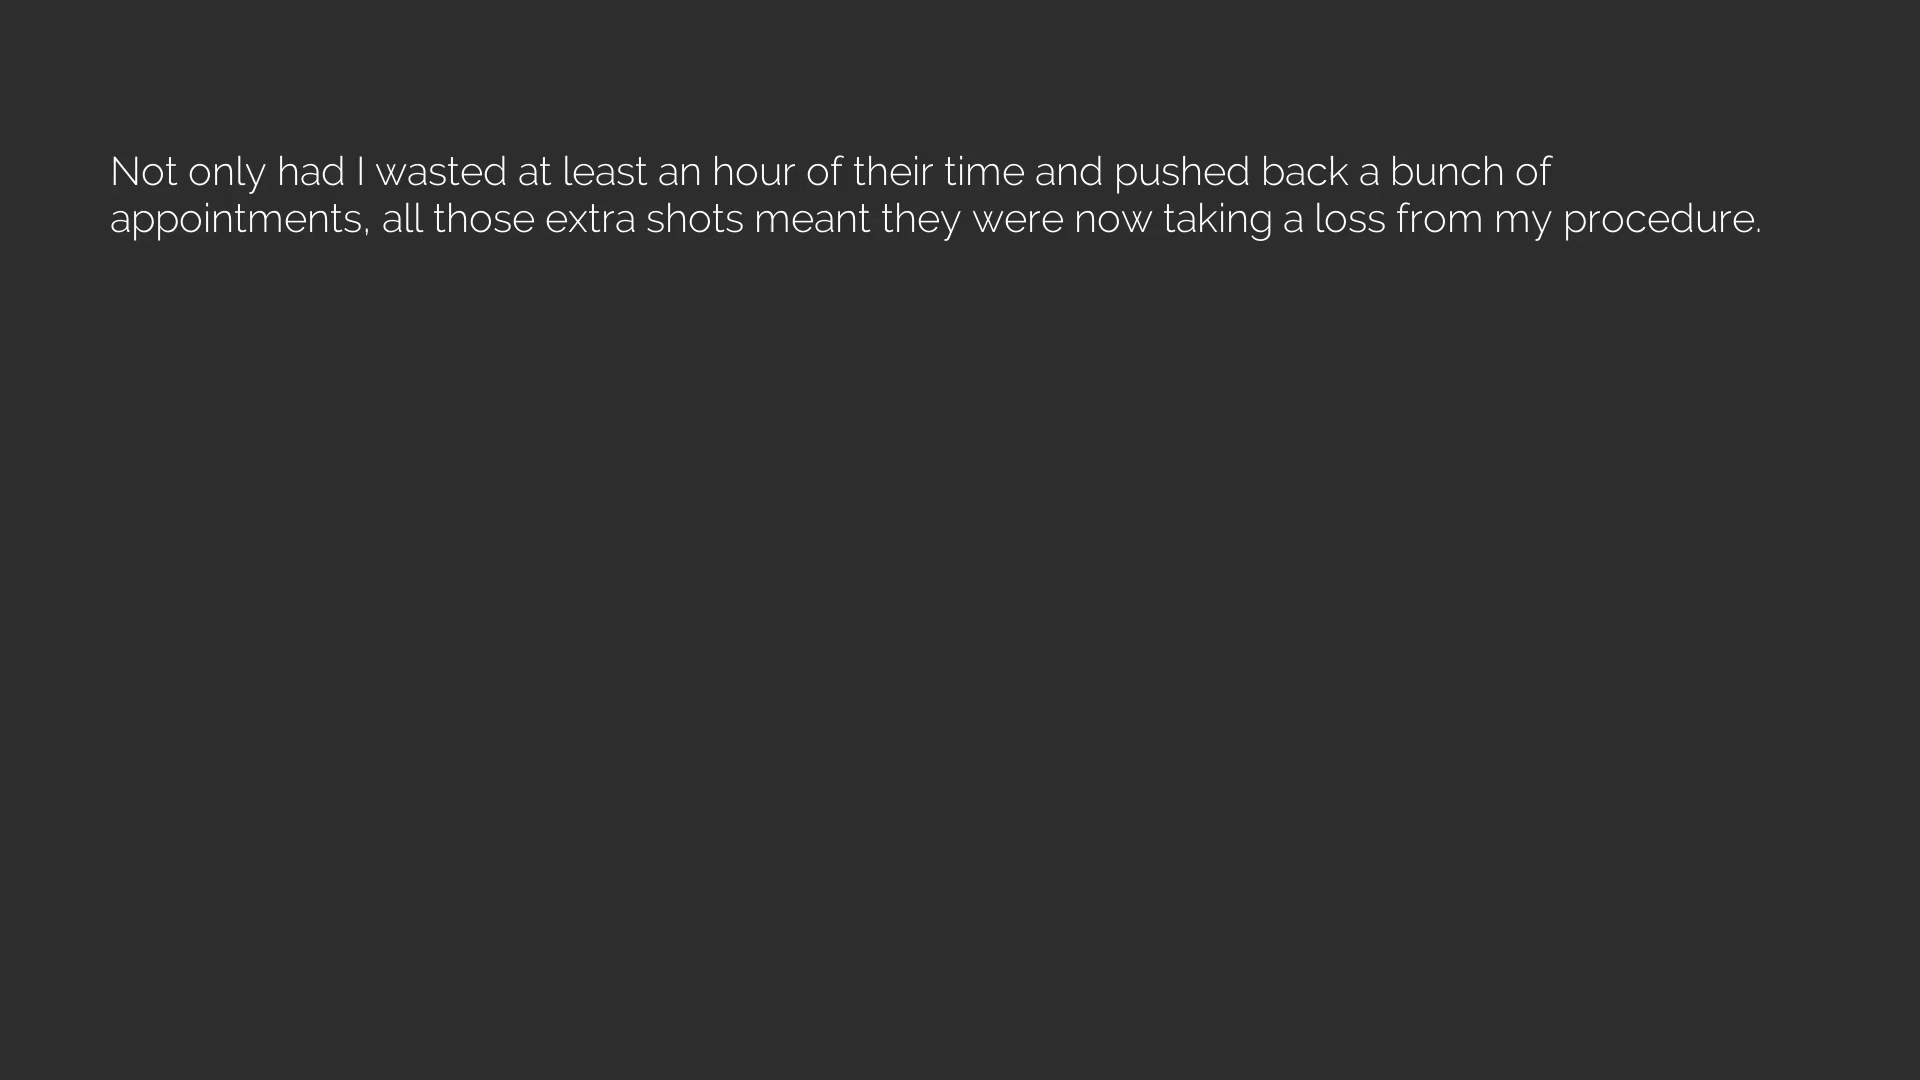 Not only had I wasted at least an hour of their time and pushed back a bunch of
appointments, all those extra shots meant they were now taking a loss from my procedure.